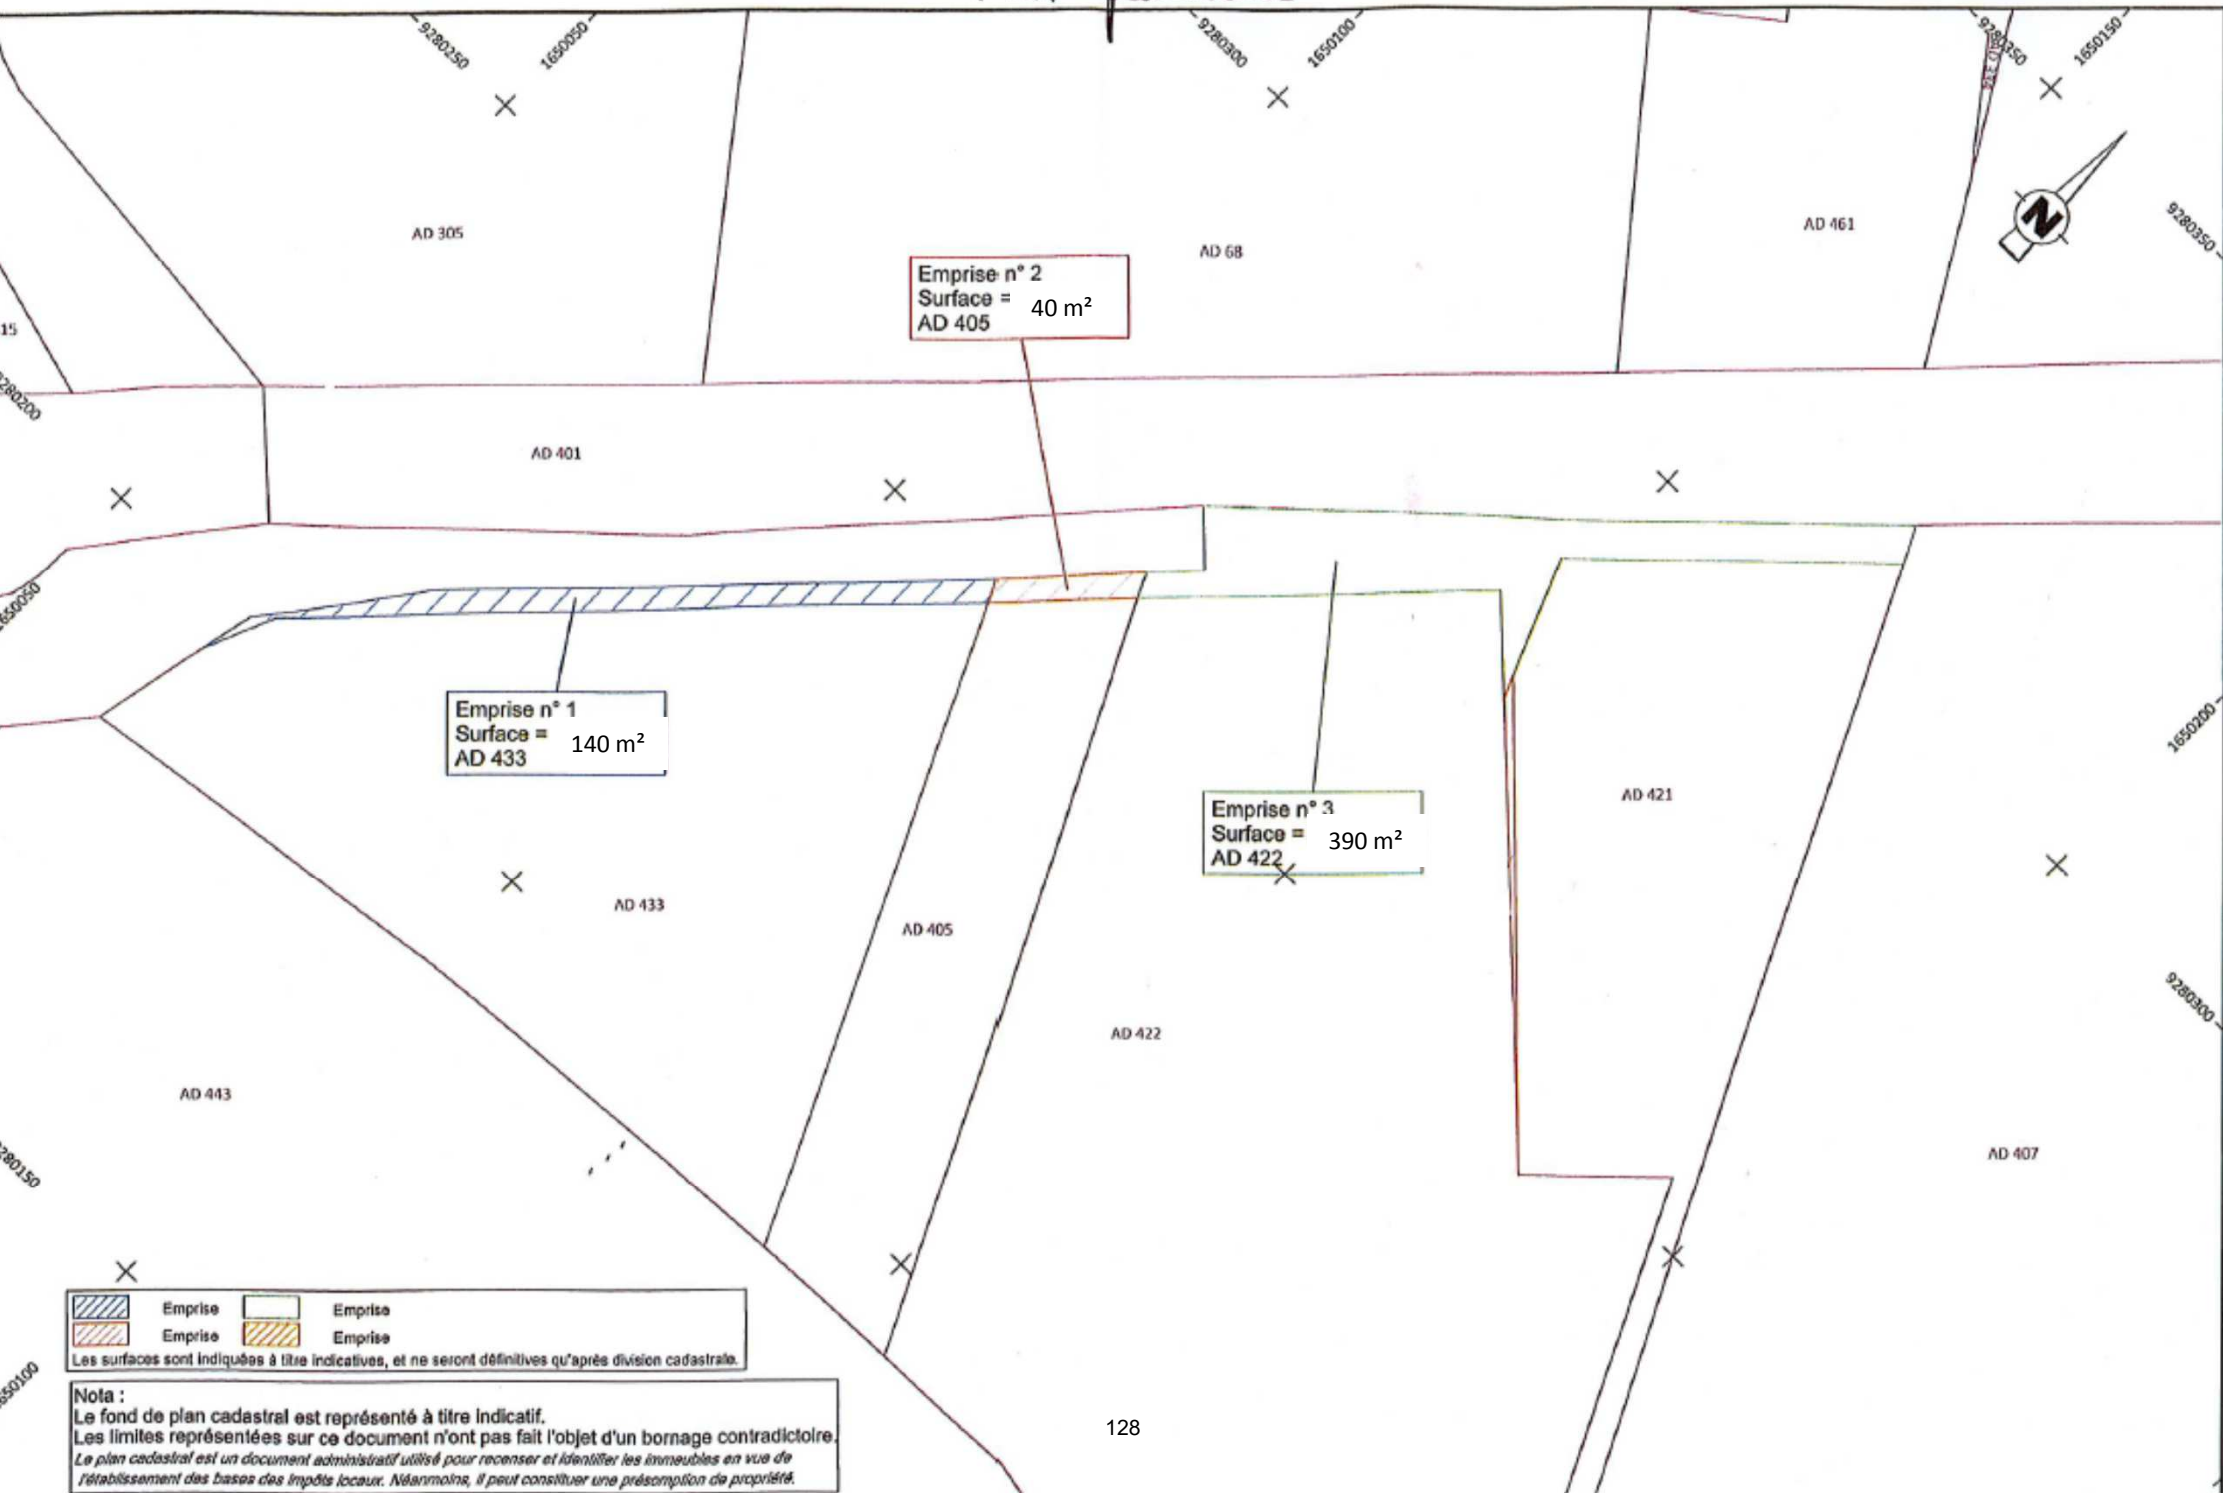 9280250
1650050
9280300
1650100
9280350
1650150
AD 305
AD 68
AD 461
9280350
Emprise n° 2
Surface = 40 m²
AD 405
15
AD 401
Emprise n° 1
Surface = 140 m²
AD 433
1650200
Emprise n° 3
Surface = 390 m²
AD 422
AD 421
AD 433
AD 405
AD 422
9280300
AD 443
AD 407
Emprise Emprise
Emprise Emprise
Les surfaces sont indiquées à titre indicatives, et ne seront définitives qu'après division cadastrale.
Nota :
Le fond de plan cadastral est représenté à titre indicatif.
Les limites représentées sur ce document n'ont pas fait l'objet d'un bornage contradictoire.
Le plan cadastral est un document administratif utilisé pour recenser et identifier les immeubles en vue de
l'établissement des bases des impôts locaux. Néanmoins, il peut constituer une présomption de propriété.
128
N